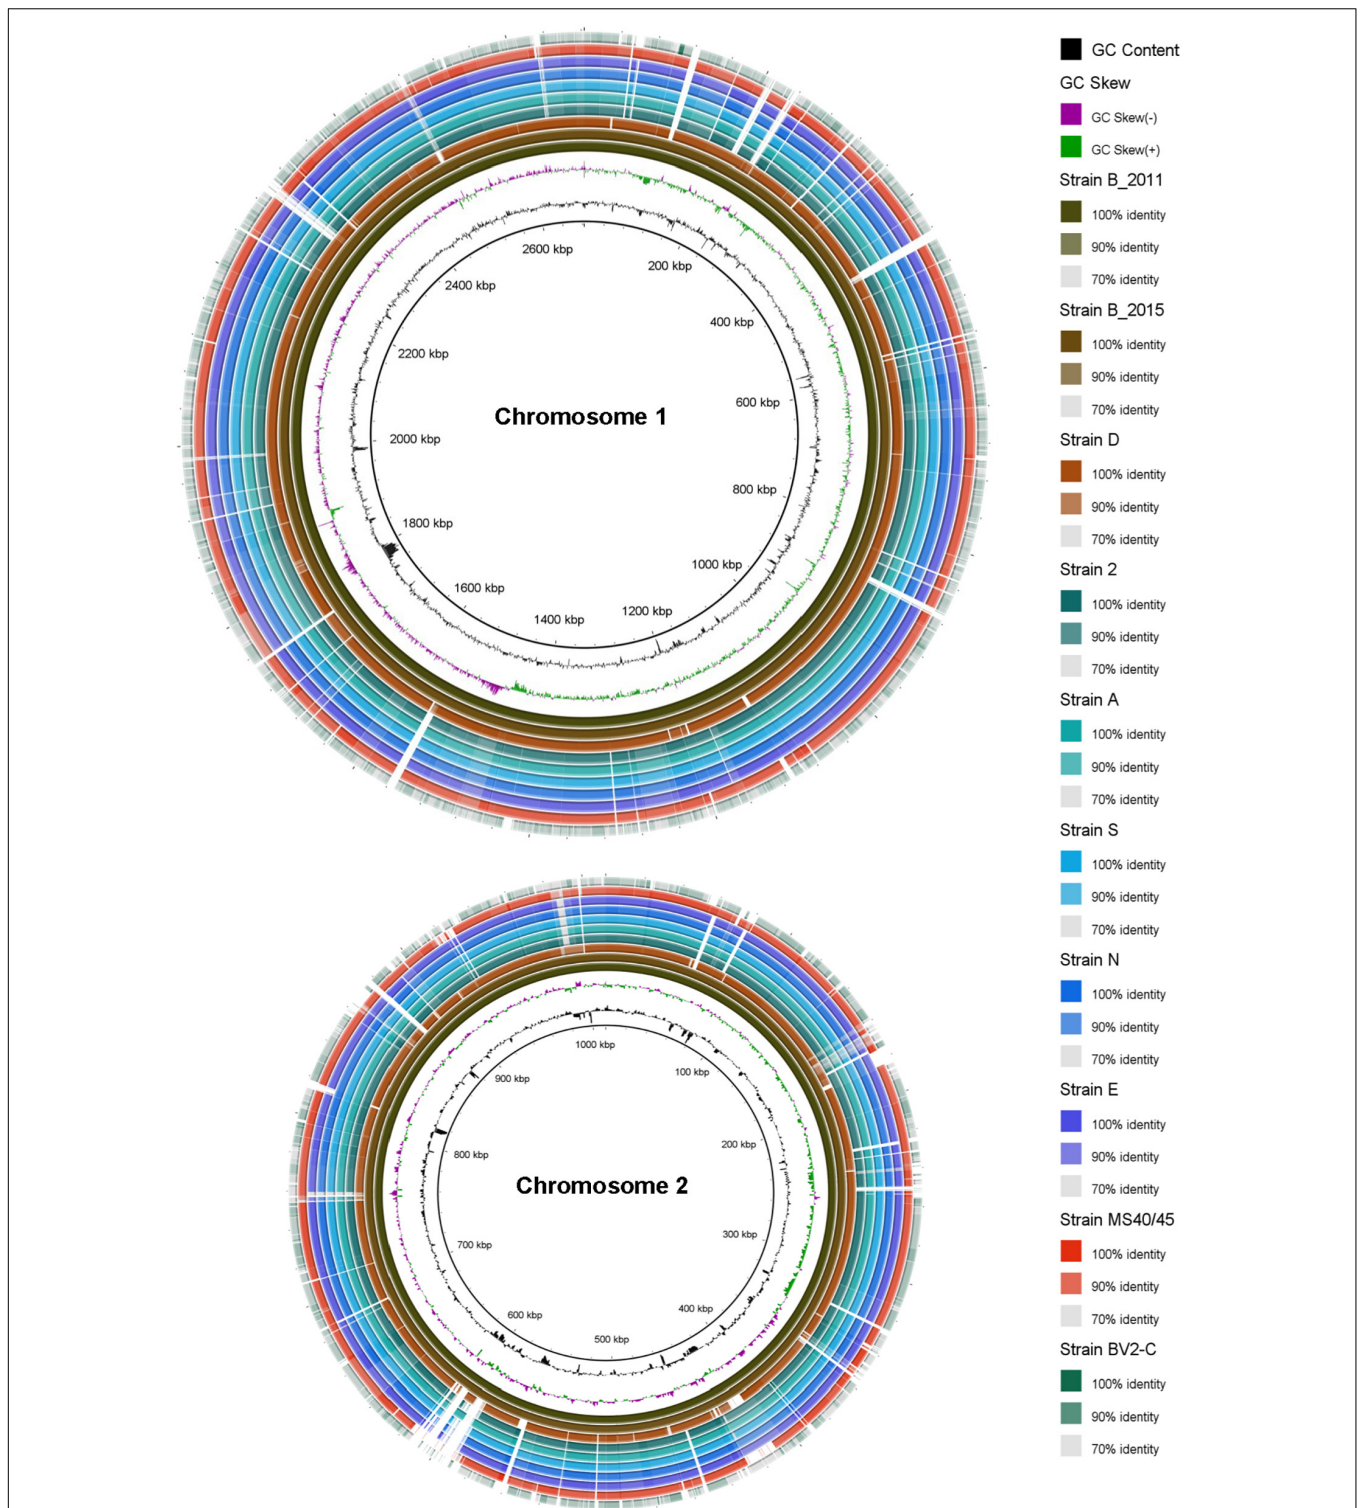 2600 kbp
200 kbp
2400 kbp
400 kbp
2200 kbp
600 kbp
Chromosome 1
2000 kbp
800 kbp
1800 kbp
1000 kbp
1600 kbp
1200 kbp
1400 kbp
1000 kbp
100 kbp
900 kbp
200 kbp
800 kbp
Chromosome 2
300 kbp
700 kbp
400 kbp
600 kbp
500 kbp
GC Content
GC Skew
GC Skew(-)
GC Skew(+)
Strain B_2011
100% identity
90% identity
70% identity
Strain B_2015
100% identity
90% identity
70% identity
Strain D
100% identity
90% identity
70% identity
Strain 2
100% identity
90% identity
70% identity
Strain A
100% identity
90% identity
70% identity
Strain S
100% identity
90% identity
70% identity
Strain N
100% identity
90% identity
70% identity
Strain E
100% identity
90% identity
70% identity
Strain MS40/45
100% identity
90% identity
70% identity
Strain BV2-C
100% identity
90% identity
70% identity